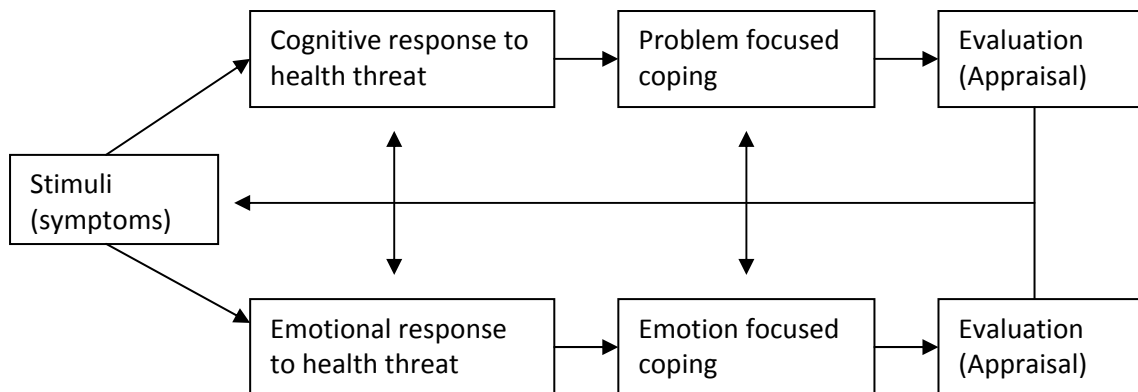 Cognitive response to
health threat
Problem focused
coping
Evaluation
(Appraisal)
Stimuli
(symptoms)
Emotional response
to health threat
Emotion focused
coping
Evaluation
(Appraisal)